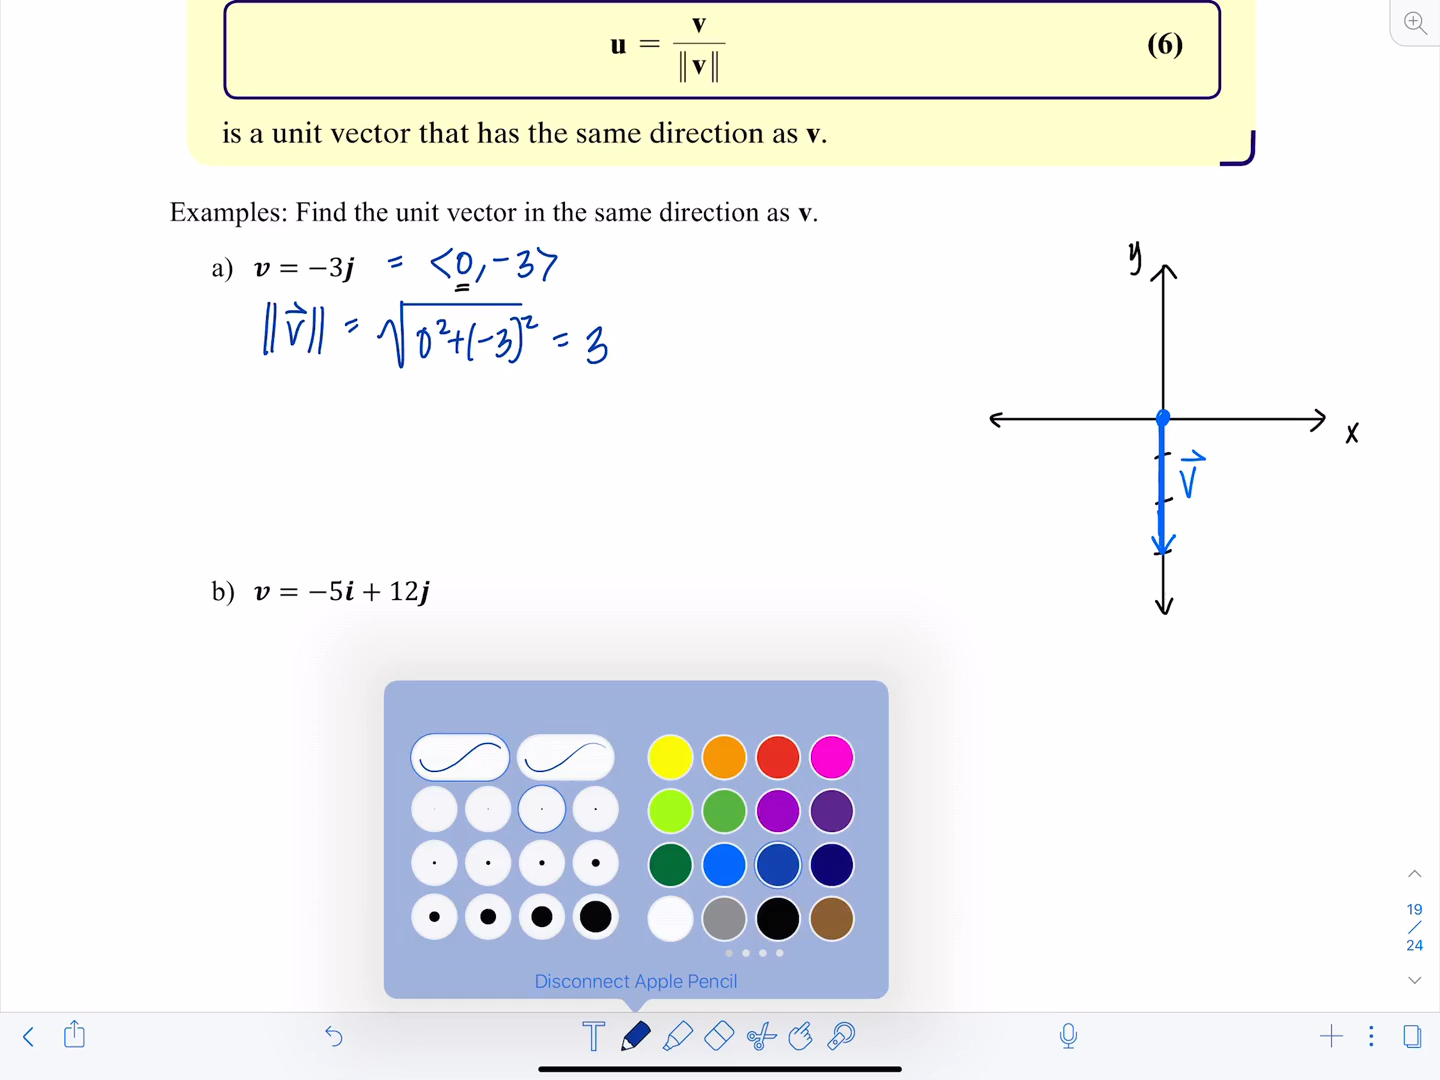 u = v / ‖v‖ (6)
is a unit vector that has the same direction as v.
Examples: Find the unit vector in the same direction as v.
a) v = −3j = <0, −3>
‖v⃗‖ = √(0² + (−3)²) = 3
y
x
v⃗
b) v = −5i + 12j
Disconnect Apple Pencil
19
/
24
T